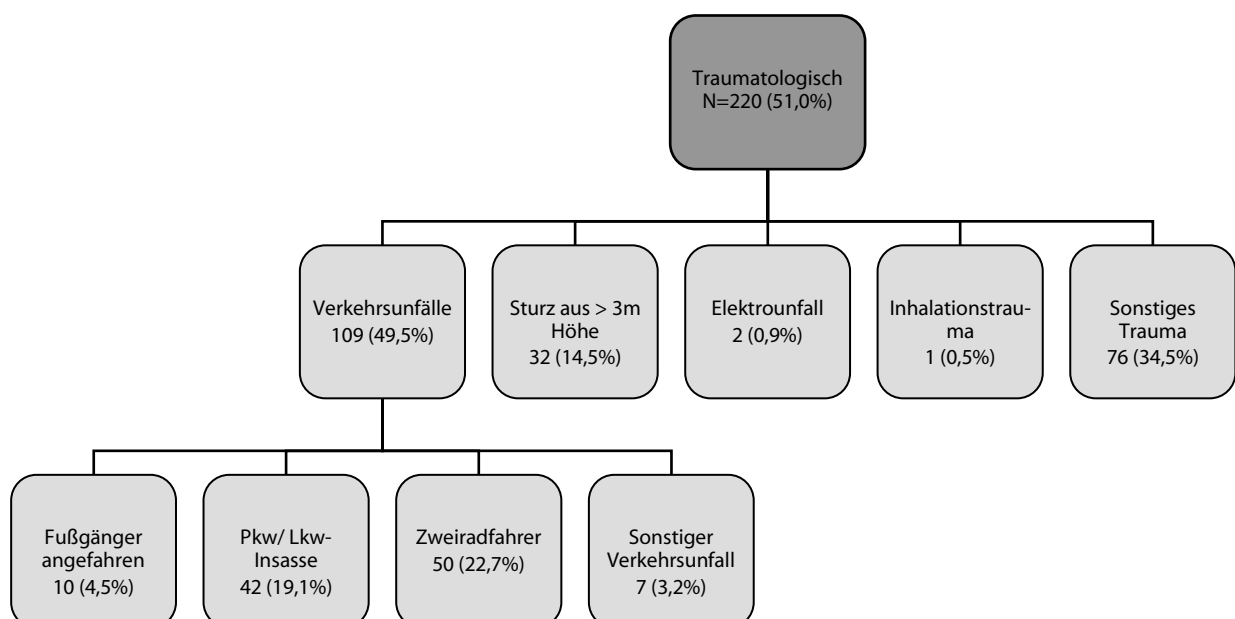 Traumatologisch
N=220 (51,0%)
Verkehrsunfälle
109 (49,5%)
Sturz aus > 3m
Höhe
32 (14,5%)
Elektrounfall
2 (0,9%)
Inhalationstrau-
ma
1 (0,5%)
Sonstiges
Trauma
76 (34,5%)
Fußgänger
angefahren
10 (4,5%)
Pkw/ Lkw-
Insasse
42 (19,1%)
Zweiradfahrer
50 (22,7%)
Sonstiger
Verkehrsunfall
7 (3,2%)